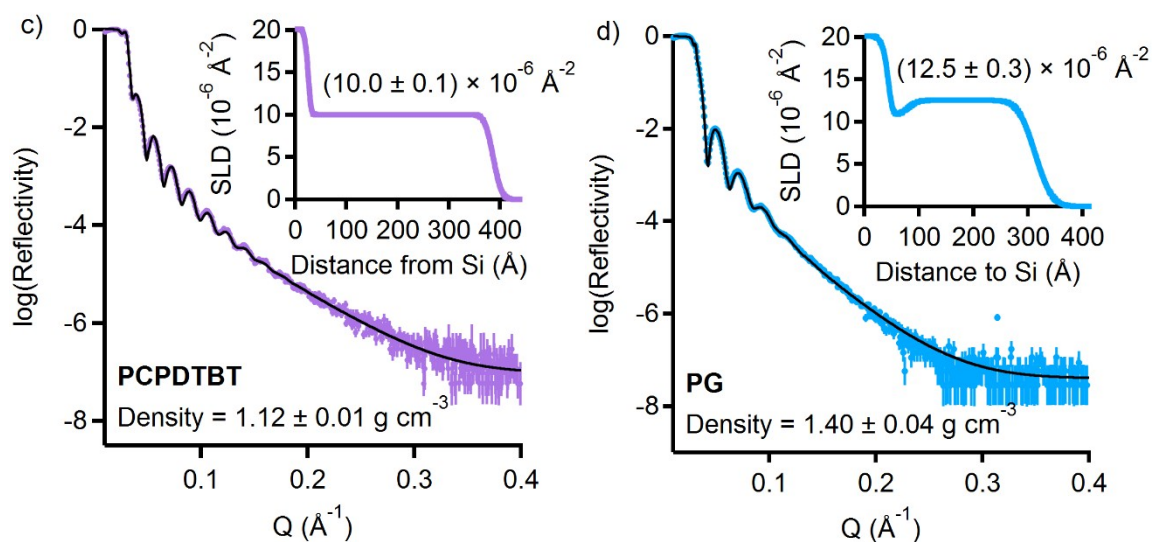 c)
0
-2
-4
-6
-8
log(Reflectivity)
0.1 0.2 0.3 0.4
Q (Å⁻¹)
20
15
10
5
0
SLD (10⁻⁶ Å⁻²)
0 100 200 300 400
Distance from Si (Å)
(10.0 ± 0.1) × 10⁻⁶ Å⁻²
PCPDTBT
Density = 1.12 ± 0.01 g cm⁻³
d)
0
-2
-4
-6
-8
log(Reflectivity)
0.1 0.2 0.3 0.4
Q (Å⁻¹)
20
15
10
5
0
SLD (10⁻⁶ Å⁻²)
0 100 200 300 400
Distance to Si (Å)
(12.5 ± 0.3) × 10⁻⁶ Å⁻²
PG
Density = 1.40 ± 0.04 g cm⁻³